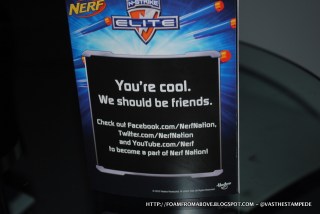 NERF
N-STRIKE
ELITE
You're cool.
We should be friends.
Check out Facebook.com/NerfNation,
Twitter.com/NerfNation
and YouTube.com/Nerf
to become a part of Nerf Nation!
HTTP://FOAMFROMABOVE.BLOGSPOT.COM - @VASTHESTAMPEDE